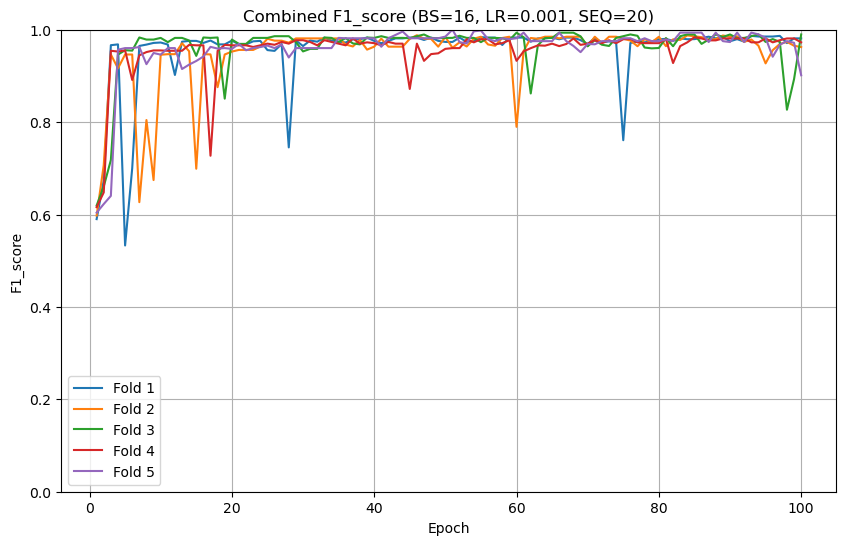 Combined F1_score (BS=16, LR=0.001, SEQ=20)
F1_score
1.0
0.8
0.6
0.4
0.2
0.0
Fold 1
Fold 2
Fold 3
Fold 4
Fold 5
0
20
40
60
80
100
Epoch